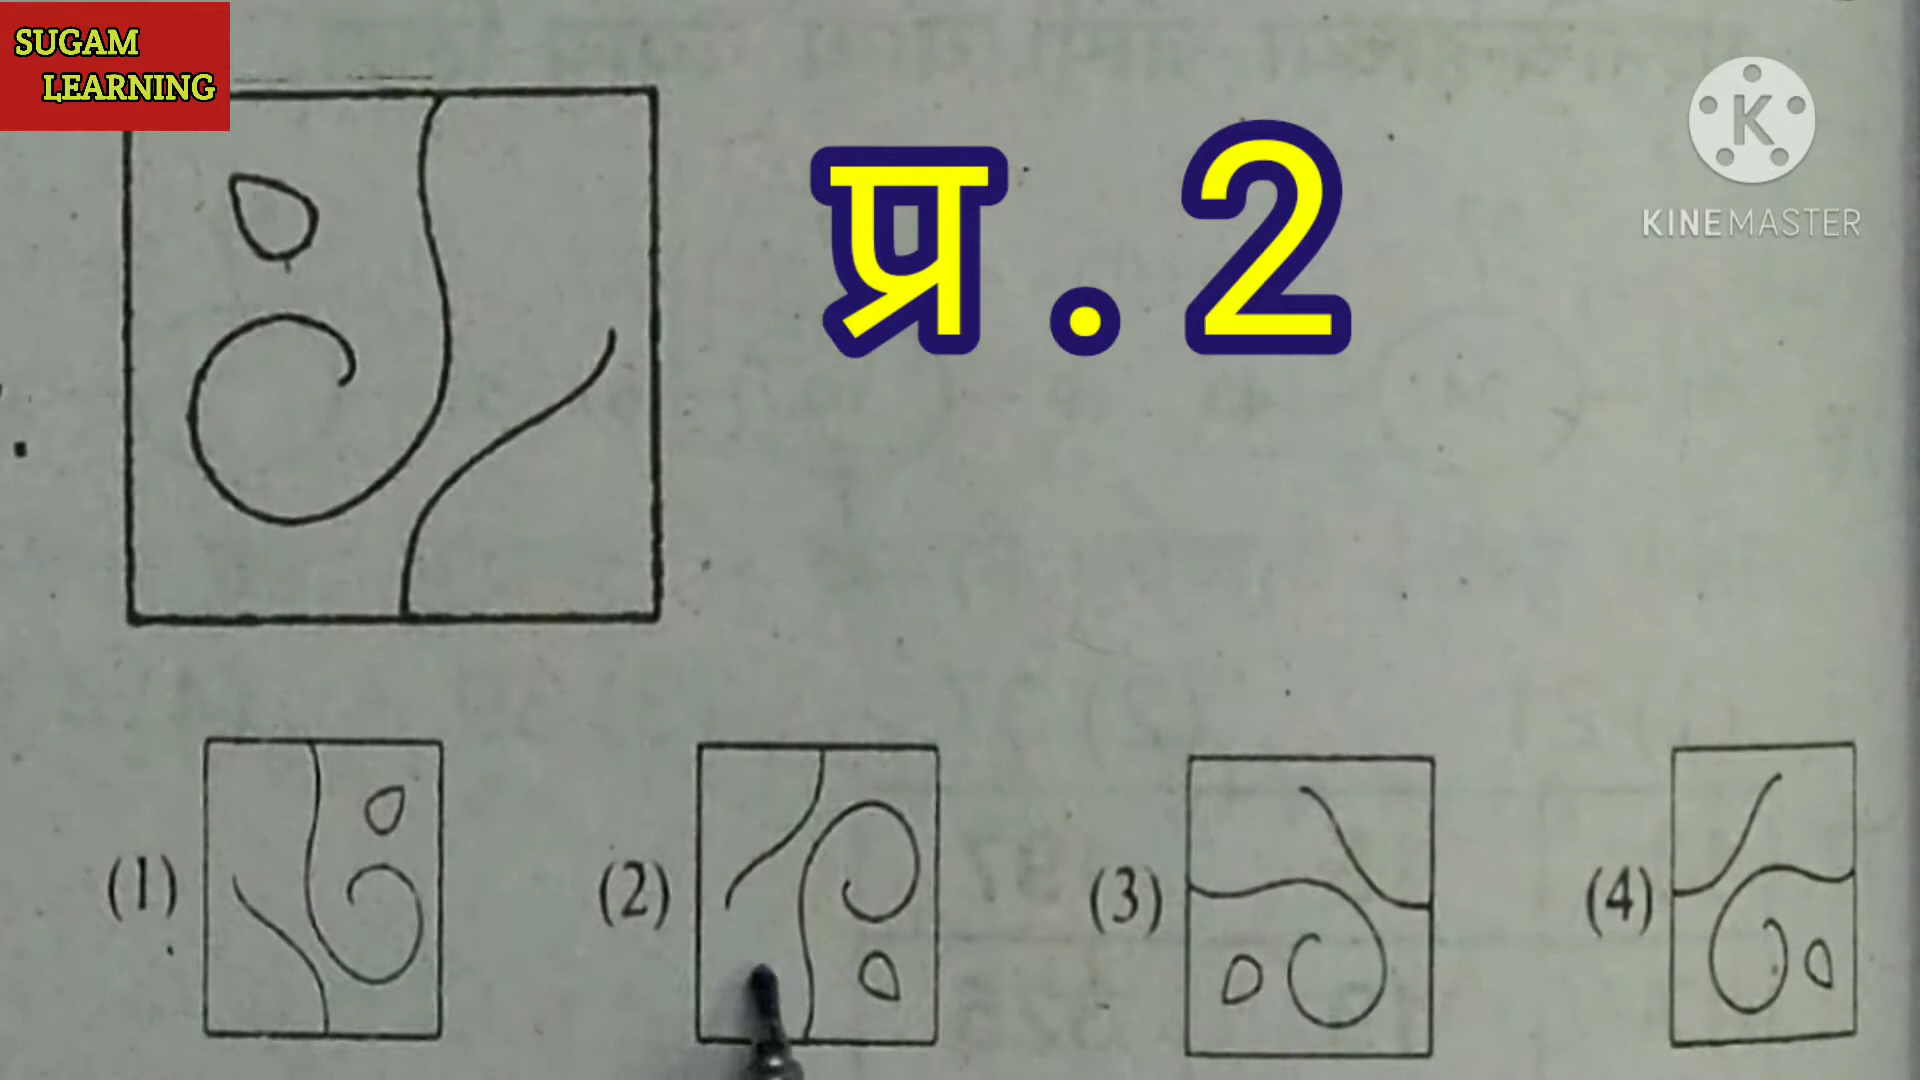 SUGAM
LEARNING
प्र.2
KINEMASTER
(1)
(2)
(3)
(4)